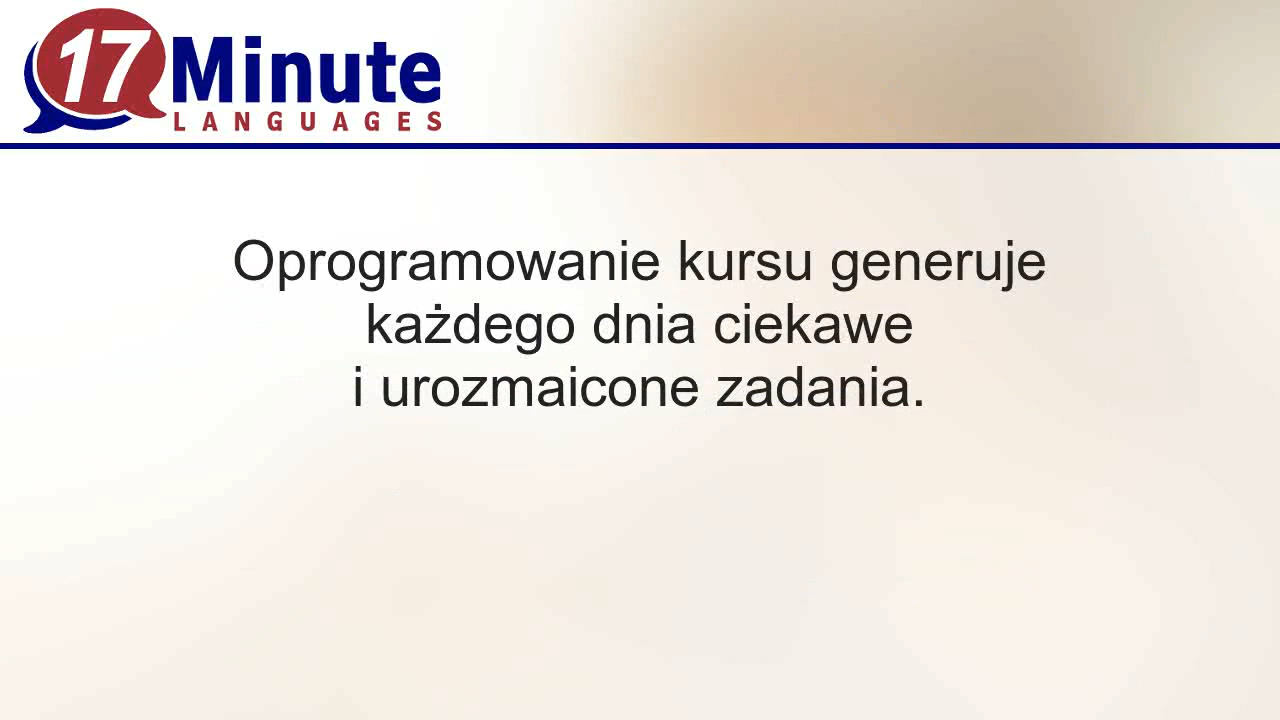 17 Minute
LANGUAGES
Oprogramowanie kursu generuje
każdego dnia ciekawe
i urozmaicone zadania.